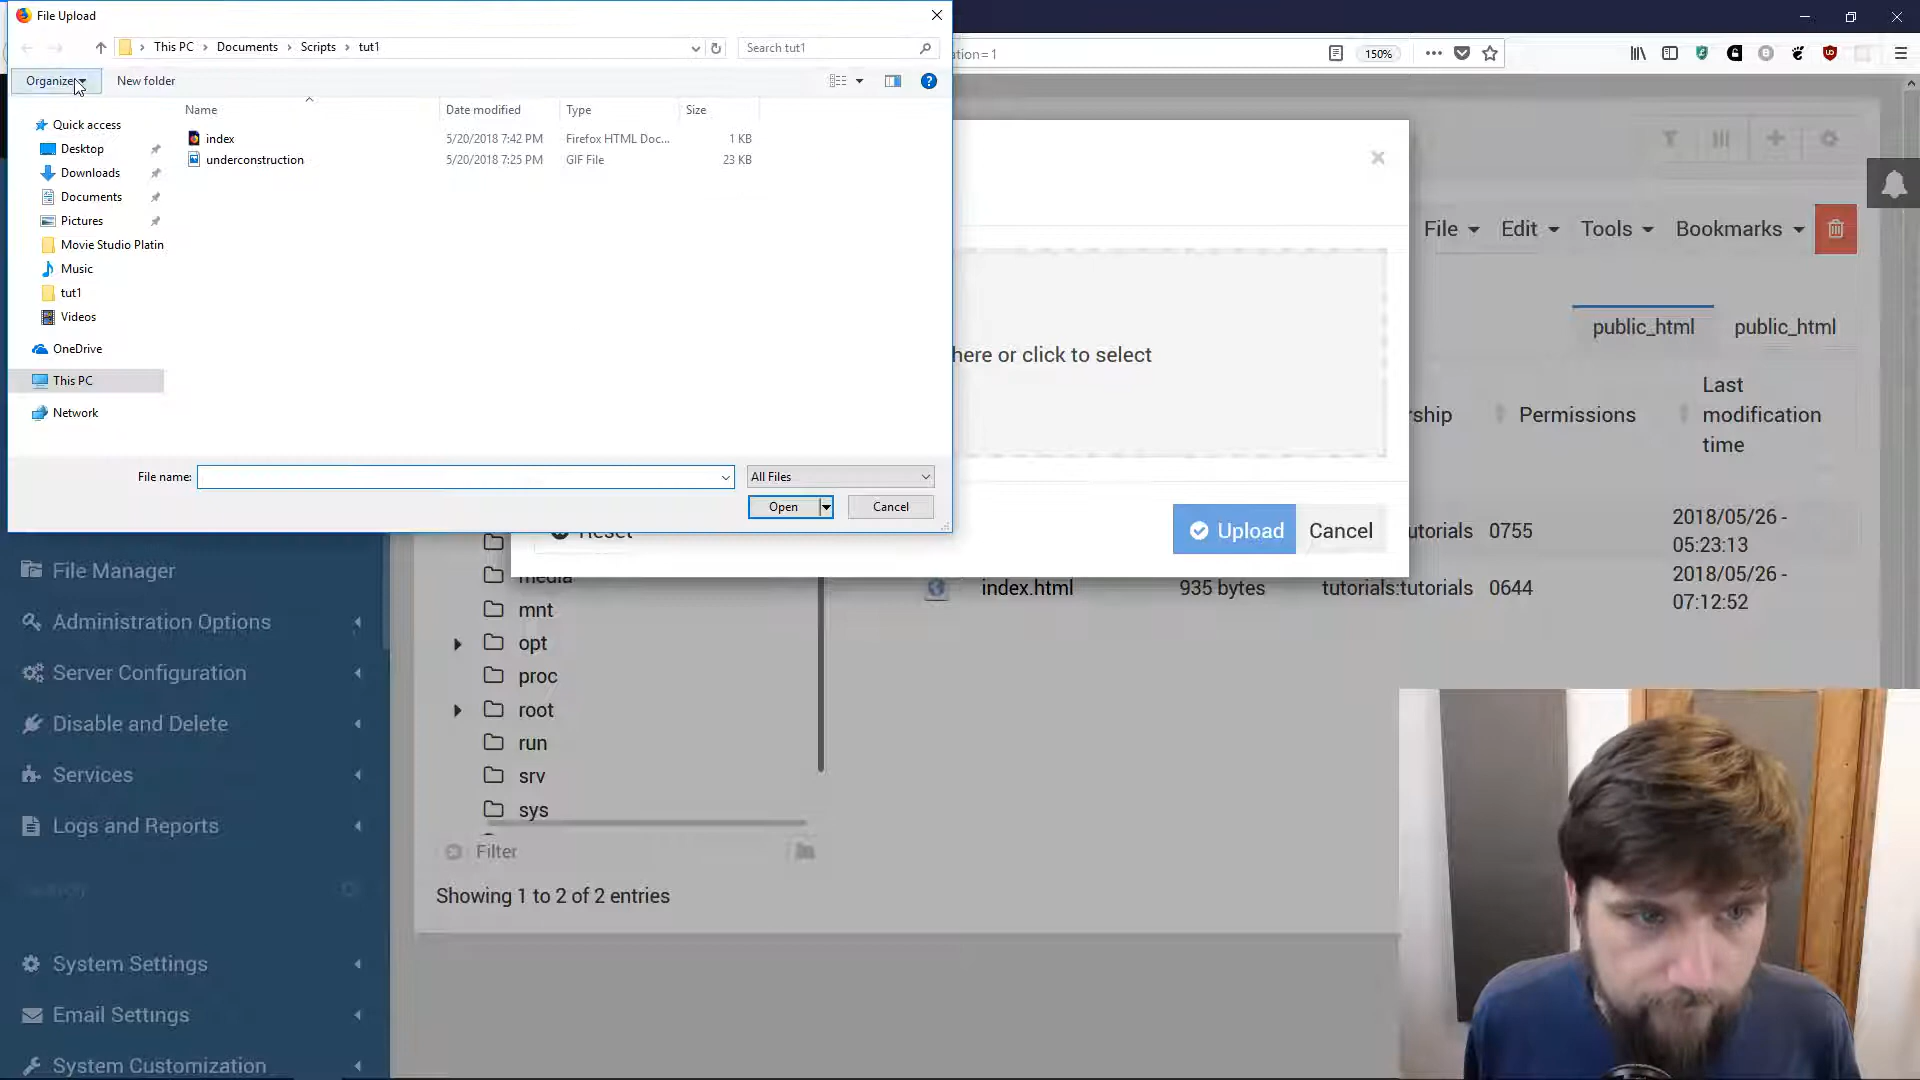 File Upload
This PC > Documents > Scripts > tut1
Search tut1
ation=1
150%
Organize
New folder
Name
Date modified
Type
Size
index
5/20/2018 7:42 PM
Firefox HTML Doc...
1 KB
underconstruction
5/20/2018 7:25 PM
GIF File
23 KB
Quick access
Desktop
Downloads
Documents
Pictures
Movie Studio Platin
Music
tut1
Videos
OneDrive
This PC
Network
File name:
All Files
Open
Cancel
File
Edit
Tools
Bookmarks
here or click to select
public_html
public_html
rship
Permissions
Last
modification
time
Reset
Upload
Cancel
utorials
0755
2018/05/26 -
05:23:13
index.html
935 bytes
tutorials:tutorials
0644
2018/05/26 -
07:12:52
media
mnt
opt
proc
root
run
srv
sys
Filter
Showing 1 to 2 of 2 entries
File Manager
Administration Options
Server Configuration
Disable and Delete
Services
Logs and Reports
System Settings
Email Settings
System Customization